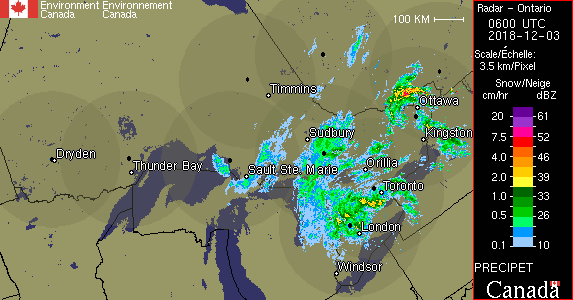 Environment Environnement
Canada Canada
100 KM
Timmins
Ottawa
Sudbury
Kingston
Dryden
Thunder Bay
Sault Ste. Marie
Orillia
Toronto
London
Windsor
Radar - Ontario
0600 UTC
2018-12-03
Scale/Échelle:
3.5 km/Pixel
Snow/Neige
cm/hr dBZ
20 61
7.5 52
4.0 46
2.0 39
1.0 33
0.5 26
0.1 10
PRECIPET
Canada